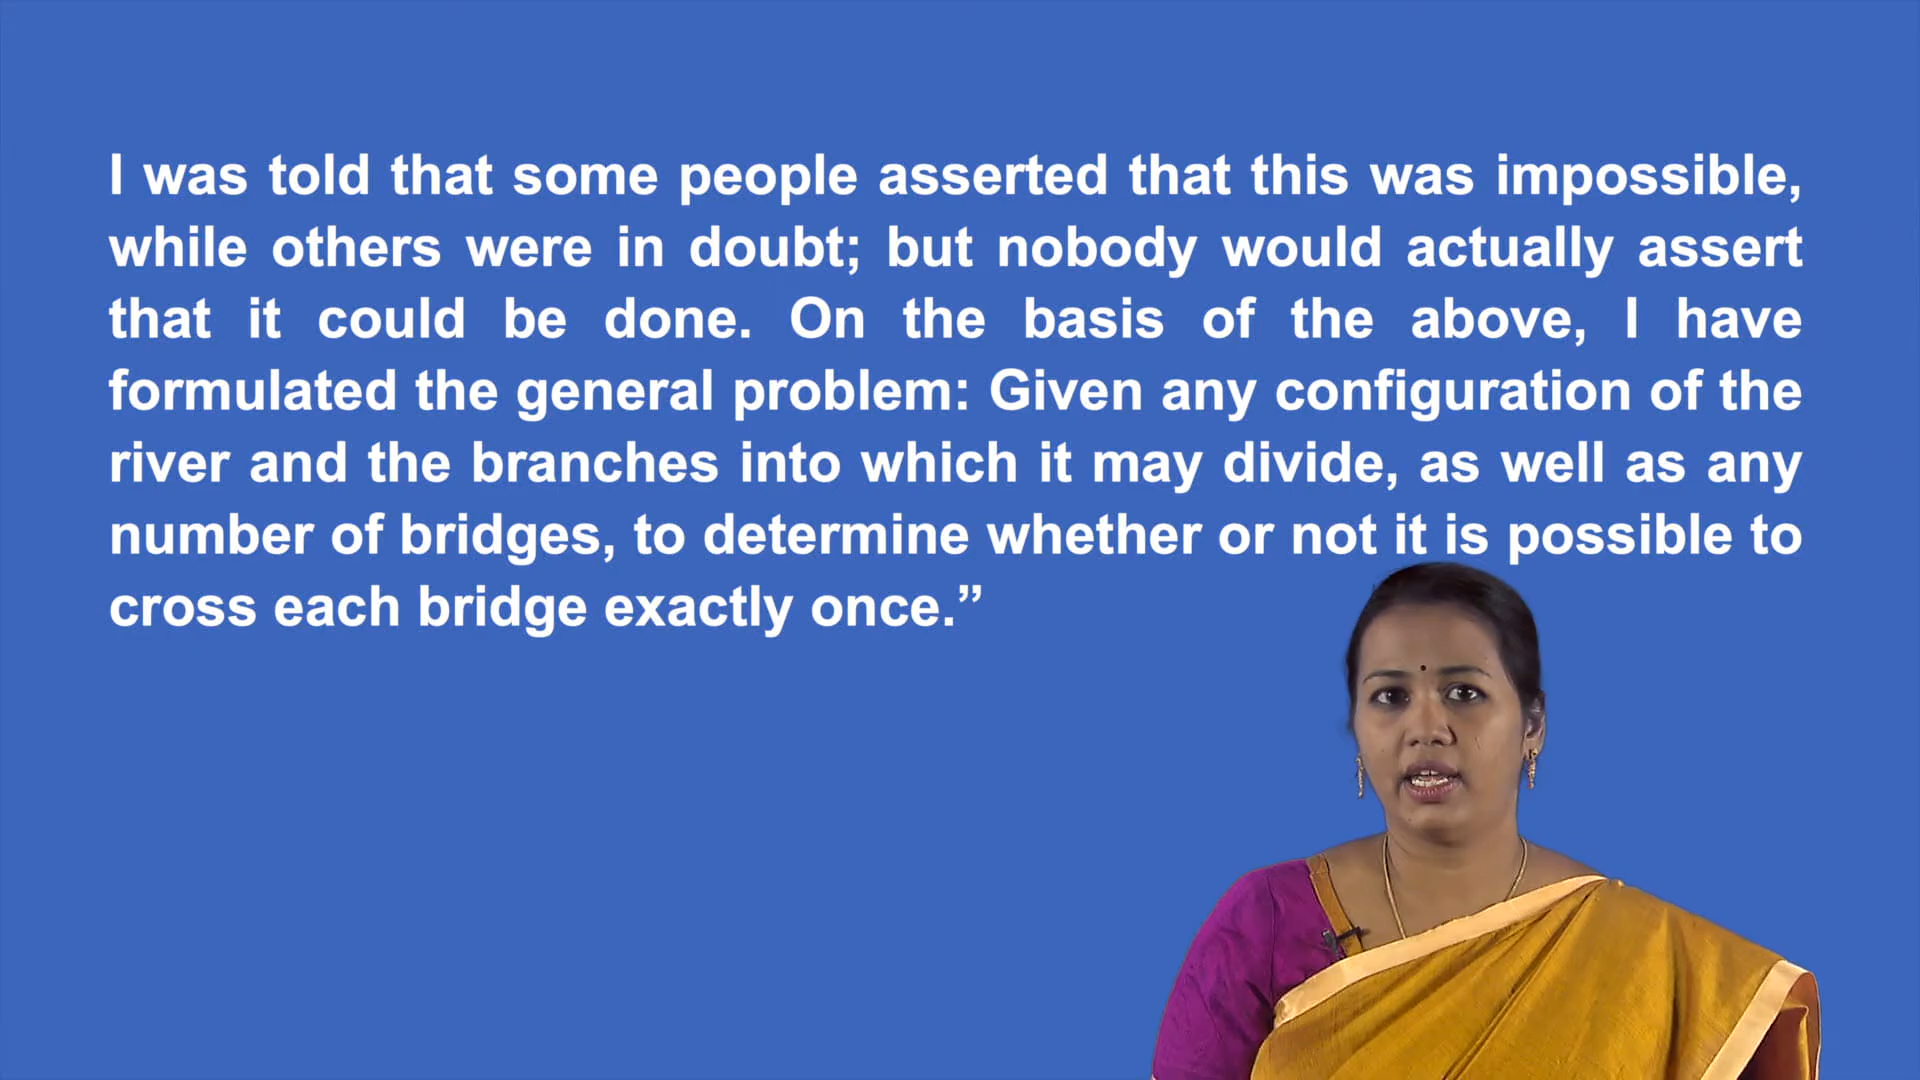 I was told that some people asserted that this was impossible,
while others were in doubt; but nobody would actually assert
that it could be done. On the basis of the above, I have
formulated the general problem: Given any configuration of the
river and the branches into which it may divide, as well as any
number of bridges, to determine whether or not it is possible to
cross each bridge exactly once.”